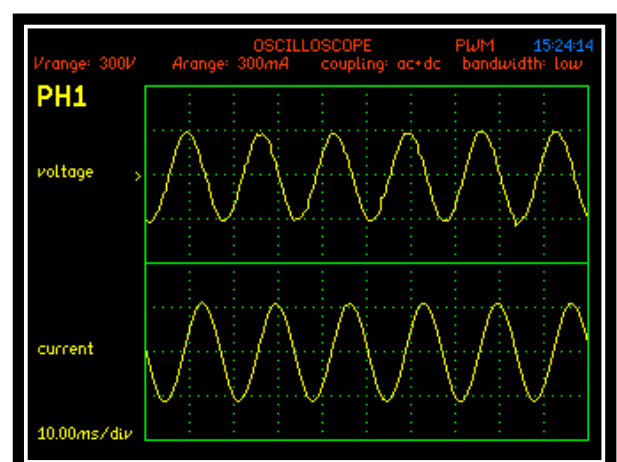 OSCILLOSCOPE PWM 15:24:14
Vrange: 300V Arange: 300mA coupling: ac+dc bandwidth: low
PH1
voltage >
current
10.00ms/div